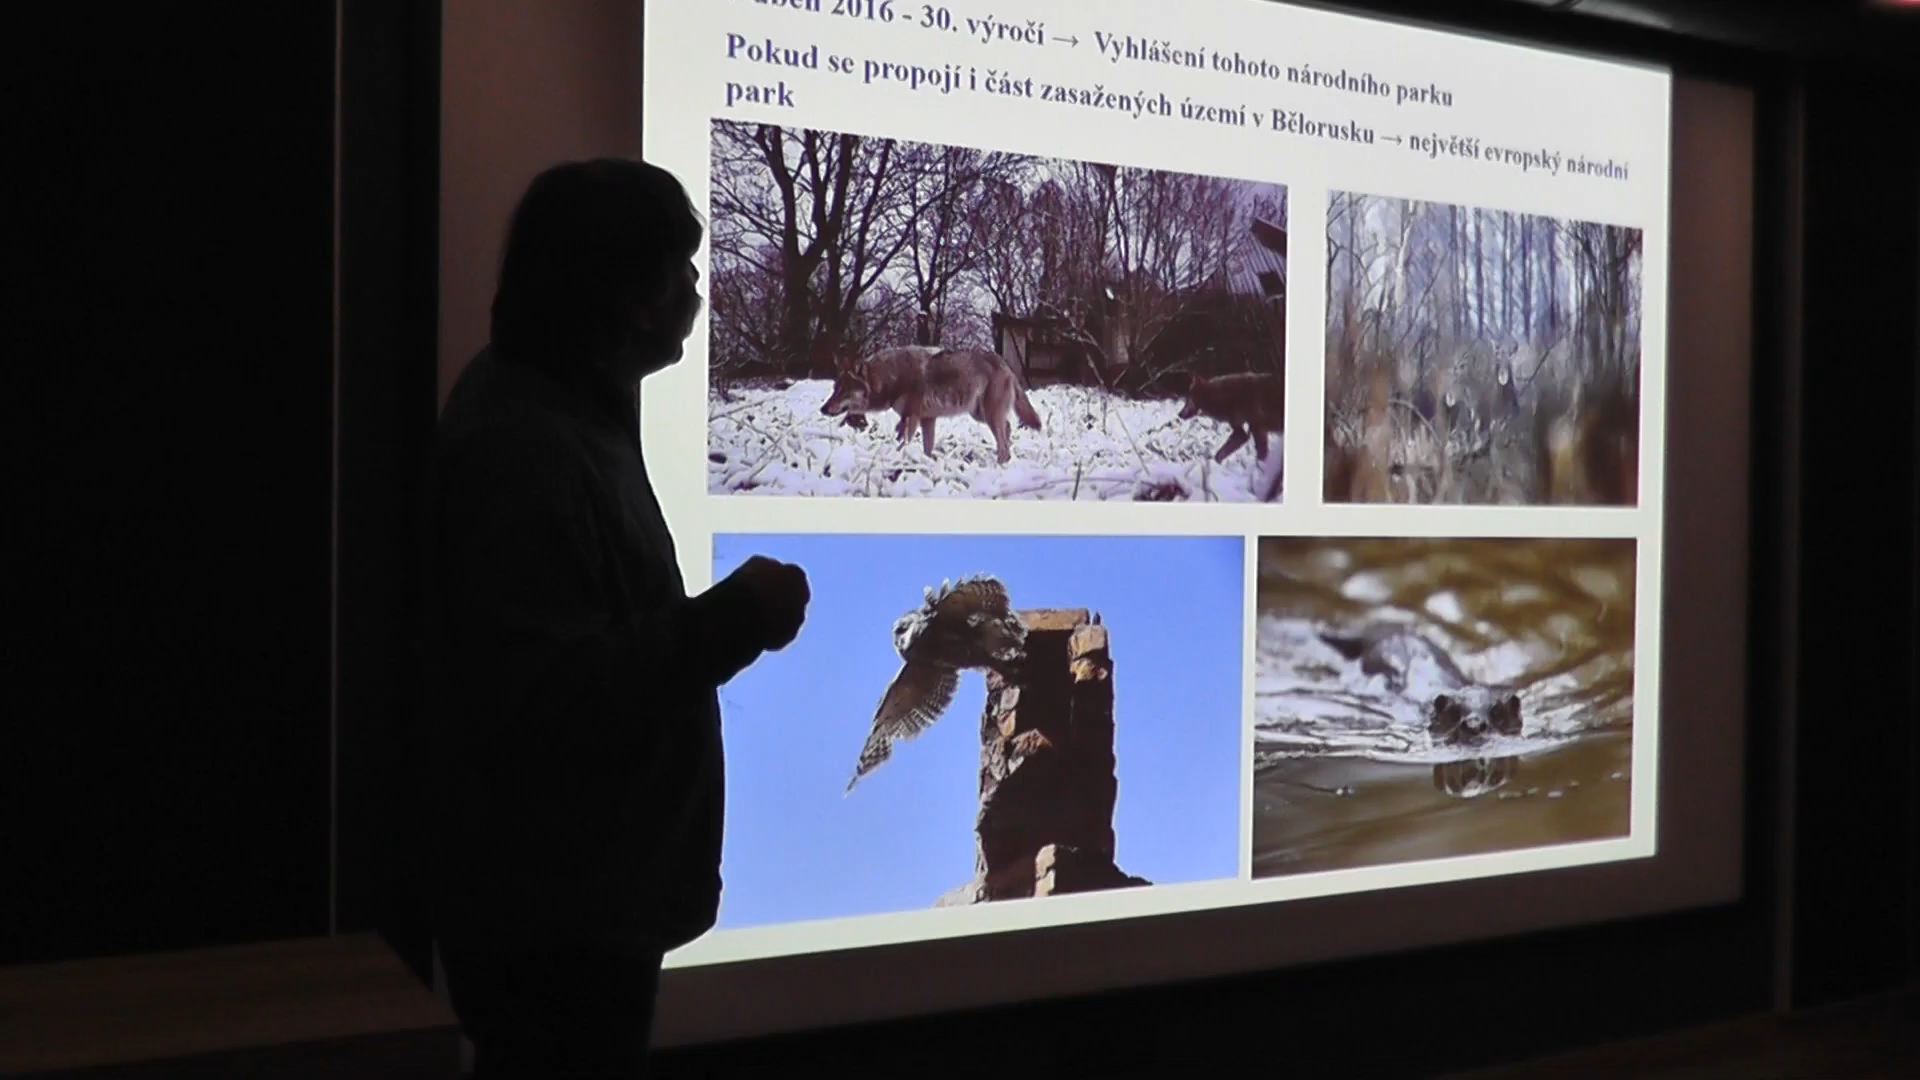 2016 - 30. výročí → Vyhlášení tohoto národního parku
Pokud se propojí i část zasažených území v Bělorusku → největší evropský národní
park